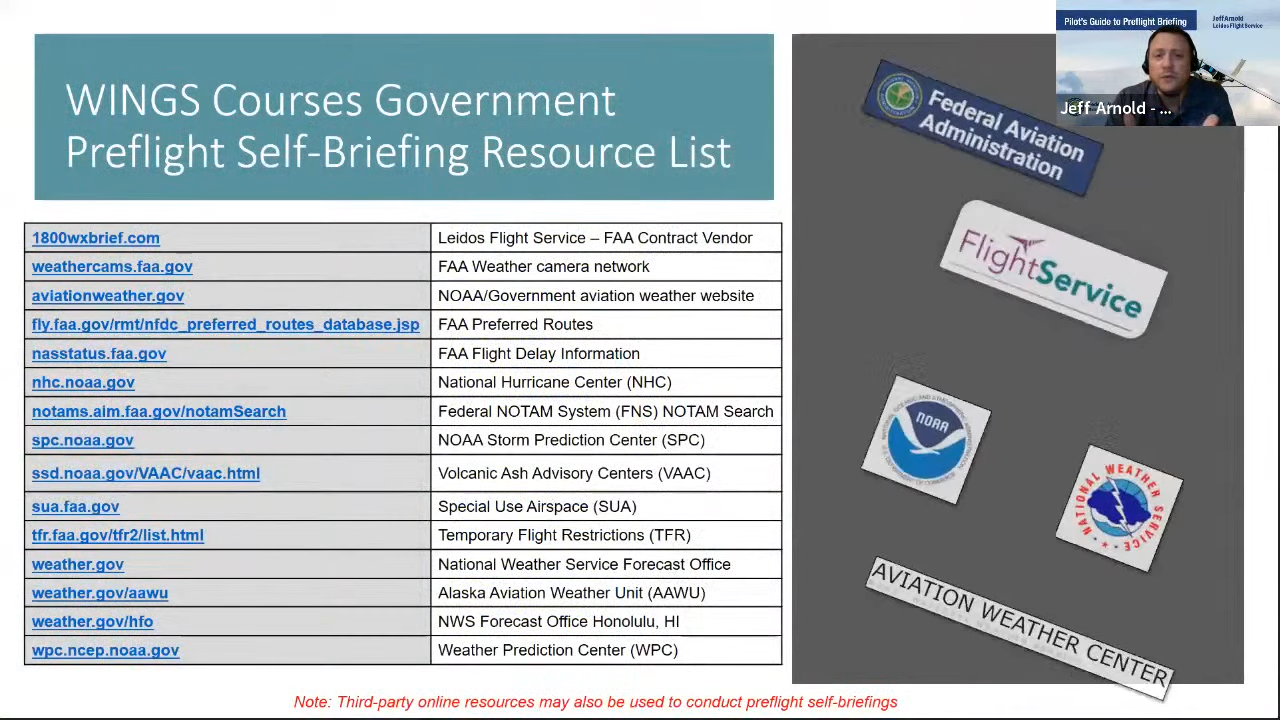 WINGS Courses Government
Preflight Self-Briefing Resource List
1800wxbrief.com Leidos Flight Service – FAA Contract Vendor
weathercams.faa.gov FAA Weather camera network
aviationweather.gov NOAA/Government aviation weather website
fly.faa.gov/rmt/nfdc_preferred_routes_database.jsp FAA Preferred Routes
nasstatus.faa.gov FAA Flight Delay Information
nhc.noaa.gov National Hurricane Center (NHC)
notams.aim.faa.gov/notamSearch Federal NOTAM System (FNS) NOTAM Search
spc.noaa.gov NOAA Storm Prediction Center (SPC)
ssd.noaa.gov/VAAC/vaac.html Volcanic Ash Advisory Centers (VAAC)
sua.faa.gov Special Use Airspace (SUA)
tfr.faa.gov/tfr2/list.html Temporary Flight Restrictions (TFR)
weather.gov National Weather Service Forecast Office
weather.gov/aawu Alaska Aviation Weather Unit (AAWU)
weather.gov/hfo NWS Forecast Office Honolulu, HI
wpc.ncep.noaa.gov Weather Prediction Center (WPC)
Note: Third-party online resources may also be used to conduct preflight self-briefings
Pilot's Guide to Preflight Briefing
Jeff Arnold
Leidos Flight Service
Jeff Arnold - ...
Federal Aviation
Administration
FlightService
NOAA
NATIONAL WEATHER SERVICE
AVIATION WEATHER CENTER